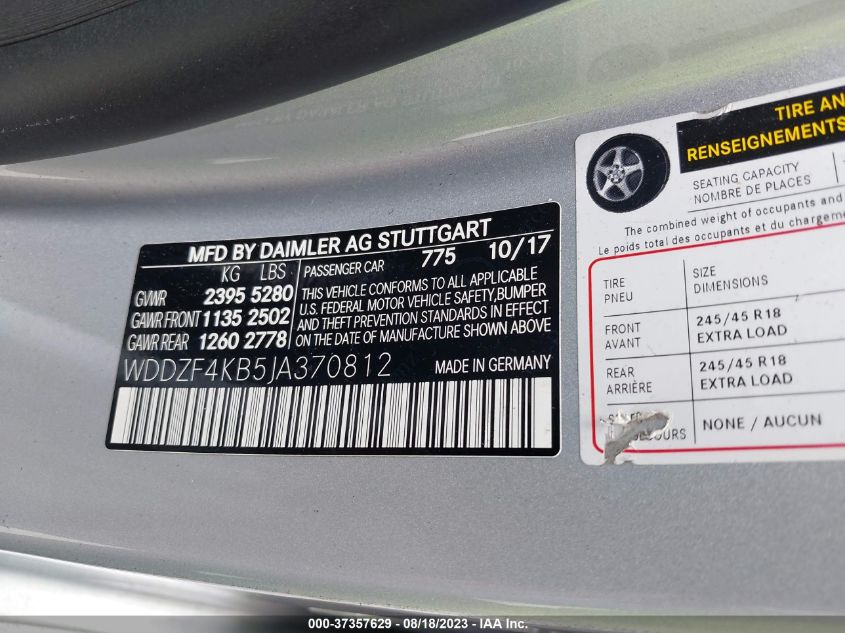 MFD BY DAIMLER AG STUTTGART
KG LBS
GVWR 2395 5280
GAWR FRONT 1135 2502
GAWR REAR 1260 2778
PASSENGER CAR 775 10/17
THIS VEHICLE CONFORMS TO ALL APPLICABLE
U.S. FEDERAL MOTOR VEHICLE SAFETY,BUMPER
AND THEFT PREVENTION STANDARDS IN EFFECT
ON THE DATE OF MANUFACTURE SHOWN ABOVE
WDDZF4KB5JA370812 MADE IN GERMANY
TIRE
RENSEIGNEMENTS
SEATING CAPACITY
NOMBRE DE PLACES
The combined weight of occupants and
Le poids total des occupants et du
TIRE
PNEU
SIZE
DIMENSIONS
FRONT
AVANT
245/45 R18
EXTRA LOAD
REAR
ARRIÈRE
245/45 R18
EXTRA LOAD
NONE / AUCUN
000-37357629 - 08/18/2023 - IAA Inc.